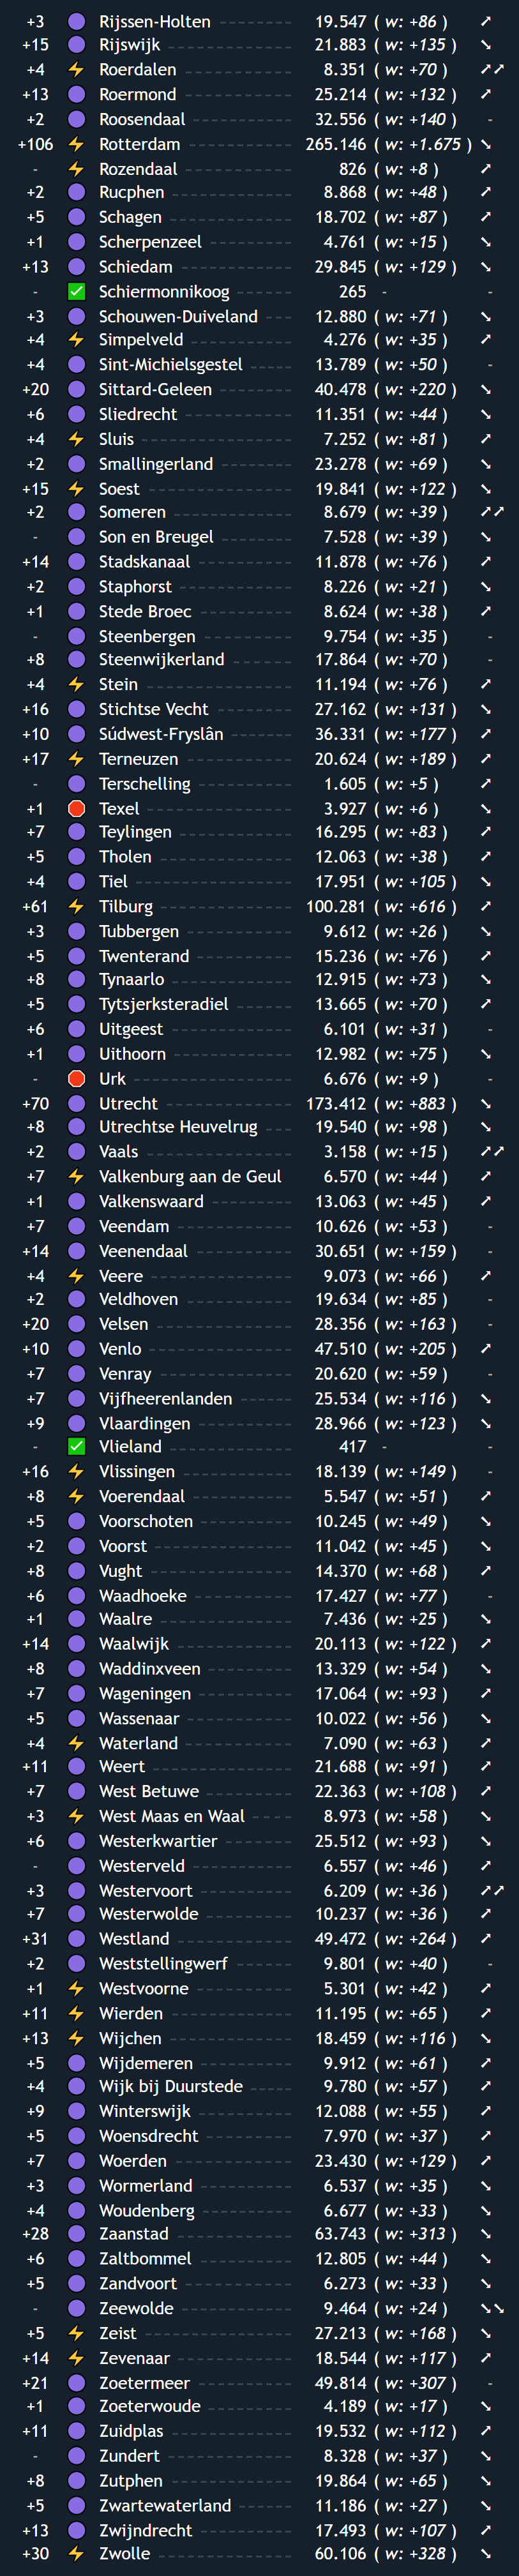 +3 Rijssen-Holten 19.547 ( w: +86 ) ↗
+15 Rijswijk 21.883 ( w: +135 ) ↘
+4 ⚡ Roerdalen 8.351 ( w: +70 ) ↗↗
+13 Roermond 25.214 ( w: +132 ) ↗
+2 Roosendaal 32.556 ( w: +140 ) -
+106 ⚡ Rotterdam 265.146 ( w: +1.675 ) ↘
- ⚡ Rozendaal 826 ( w: +8 ) ↗
+2 Rucphen 8.868 ( w: +48 ) ↗
+5 Schagen 18.702 ( w: +87 ) ↗
+1 Scherpenzeel 4.761 ( w: +15 ) ↘
+13 Schiedam 29.845 ( w: +129 ) ↘
- ✅ Schiermonnikoog 265 - -
+3 Schouwen-Duiveland 12.880 ( w: +71 ) ↘
+4 ⚡ Simpelveld 4.276 ( w: +35 ) ↗
+4 Sint-Michielsgestel 13.789 ( w: +50 ) -
+20 Sittard-Geleen 40.478 ( w: +220 ) ↘
+6 Sliedrecht 11.351 ( w: +44 ) ↘
+4 ⚡ Sluis 7.252 ( w: +81 ) ↗
+2 Smallingerland 23.278 ( w: +69 ) ↘
+15 ⚡ Soest 19.841 ( w: +122 ) ↘
+2 Someren 8.679 ( w: +39 ) ↗↗
- Son en Breugel 7.528 ( w: +39 ) ↘
+14 Stadskanaal 11.878 ( w: +76 ) ↗
+2 Staphorst 8.226 ( w: +21 ) ↘
+1 Stede Broec 8.624 ( w: +38 ) ↗
- Steenbergen 9.754 ( w: +35 ) -
+8 Steenwijkerland 17.864 ( w: +70 ) -
+4 ⚡ Stein 11.194 ( w: +76 ) ↗
+16 Stichtse Vecht 27.162 ( w: +131 ) ↘
+10 Súdwest-Fryslân 36.331 ( w: +177 ) ↗
+17 ⚡ Terneuzen 20.624 ( w: +189 ) ↗
- Terschelling 1.605 ( w: +5 ) ↗
+1 Texel 3.927 ( w: +6 ) ↘
+7 Teylingen 16.295 ( w: +83 ) ↗
+5 Tholen 12.063 ( w: +38 ) ↗
+4 Tiel 17.951 ( w: +105 ) ↘
+61 ⚡ Tilburg 100.281 ( w: +616 ) ↗
+3 Tubbergen 9.612 ( w: +26 ) ↘
+5 Twenterand 15.236 ( w: +76 ) ↗
+8 Tynaarlo 12.915 ( w: +73 ) ↘
+5 Tytsjerksteradiel 13.665 ( w: +70 ) ↗
+6 Uitgeest 6.101 ( w: +31 ) -
+1 Uithoorn 12.982 ( w: +75 ) ↘
- Urk 6.676 ( w: +9 ) -
+70 Utrecht 173.412 ( w: +883 ) ↘
+8 Utrechtse Heuvelrug 19.540 ( w: +98 ) ↘
+2 Vaals 3.158 ( w: +15 ) ↗↗
+7 ⚡ Valkenburg aan de Geul 6.570 ( w: +44 ) ↗
+1 Valkenswaard 13.063 ( w: +45 ) ↗
+7 Veendam 10.626 ( w: +53 ) -
+14 Veenendaal 30.651 ( w: +159 ) -
+4 ⚡ Veere 9.073 ( w: +66 ) ↗
+2 Veldhoven 19.634 ( w: +85 ) -
+20 Velsen 28.356 ( w: +163 ) -
+10 Venlo 47.510 ( w: +205 ) ↗
+7 Venray 20.620 ( w: +59 ) -
+7 Vijfheerenlanden 25.534 ( w: +116 ) ↘
+9 Vlaardingen 28.966 ( w: +123 ) ↘
- ✅ Vlieland 417 - -
+16 ⚡ Vlissingen 18.139 ( w: +149 ) -
+8 ⚡ Voerendaal 5.547 ( w: +51 ) ↗
+5 Voorschoten 10.245 ( w: +49 ) ↘
+2 Voorst 11.042 ( w: +45 ) ↘
+8 Vught 14.370 ( w: +68 ) ↗
+6 Waadhoeke 17.427 ( w: +77 ) -
+1 Waalre 7.436 ( w: +25 ) ↘
+14 Waalwijk 20.113 ( w: +122 ) ↗
+8 Waddinxveen 13.329 ( w: +54 ) ↘
+7 Wageningen 17.064 ( w: +93 ) ↗
+5 Wassenaar 10.022 ( w: +56 ) ↘
+4 ⚡ Waterland 7.090 ( w: +63 ) ↗
+11 Weert 21.688 ( w: +91 ) ↗
+7 West Betuwe 22.363 ( w: +108 ) ↗
+3 ⚡ West Maas en Waal 8.973 ( w: +58 ) ↘
+6 Westerkwartier 25.512 ( w: +93 ) ↘
- Westerveld 6.557 ( w: +46 ) ↗
+3 Westervoort 6.209 ( w: +36 ) ↗↗
+7 Westerwolde 10.237 ( w: +36 ) ↗
+31 Westland 49.472 ( w: +264 ) ↗
+2 Weststellingwerf 9.801 ( w: +40 ) -
+1 ⚡ Westvoorne 5.301 ( w: +42 ) ↗
+11 ⚡ Wierden 11.195 ( w: +65 ) ↗
+13 ⚡ Wijchen 18.459 ( w: +116 ) ↘
+5 Wijdemeren 9.912 ( w: +61 ) ↗
+4 Wijk bij Duurstede 9.780 ( w: +57 ) ↗
+9 Winterswijk 12.088 ( w: +55 ) ↗
+5 Woensdrecht 7.970 ( w: +37 ) ↗
+7 Woerden 23.430 ( w: +129 ) ↗
+3 Wormerland 6.537 ( w: +35 ) ↘
+4 Woudenberg 6.677 ( w: +33 ) ↘
+28 Zaanstad 63.743 ( w: +313 ) ↘
+6 Zaltbommel 12.805 ( w: +44 ) ↘
+5 Zandvoort 6.273 ( w: +33 ) ↘
- Zeewolde 9.464 ( w: +24 ) ↘↘
+5 ⚡ Zeist 27.213 ( w: +168 ) ↘
+14 ⚡ Zevenaar 18.544 ( w: +117 ) ↗
+21 Zoetermeer 49.814 ( w: +307 ) -
+1 Zoeterwoude 4.189 ( w: +17 ) ↘
+11 Zuidplas 19.532 ( w: +112 ) ↗
- Zundert 8.328 ( w: +37 ) ↘
+8 Zutphen 19.864 ( w: +65 ) ↘
+5 Zwartewaterland 11.186 ( w: +27 ) ↘
+13 Zwijndrecht 17.493 ( w: +107 ) ↗
+30 ⚡ Zwolle 60.106 ( w: +328 ) ↘